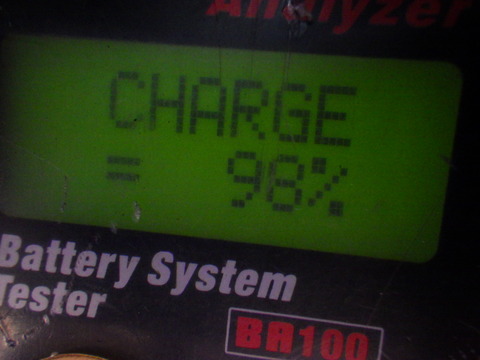 Analyzer
CHARGE
= 98%
Battery System
Tester
BA100